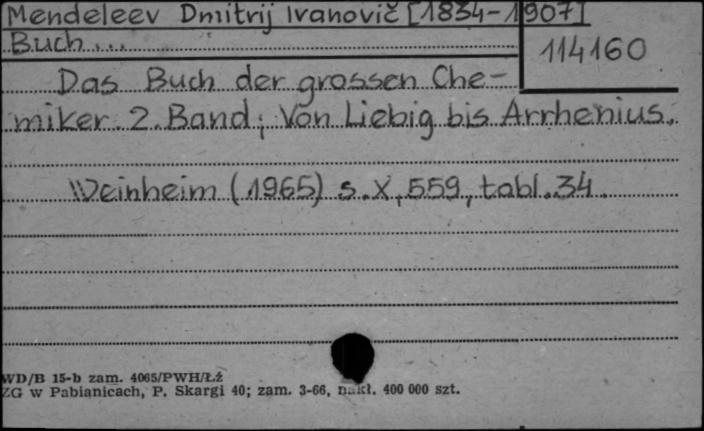 Mendeleev Dmitrij Ivanovič [1834-1907]
Buch...
114160
Das Buch der grossen Che-
miker. 2. Band; Von Liebig bis Arrhenius.
Weinheim (1965) s. X, 559, tabl. 34.
WD/B 15-b zam. 4065/PWH/Łź
ZG w Pabianicach, P. Skargi 40; zam. 3-66, nakł. 400 000 szt.